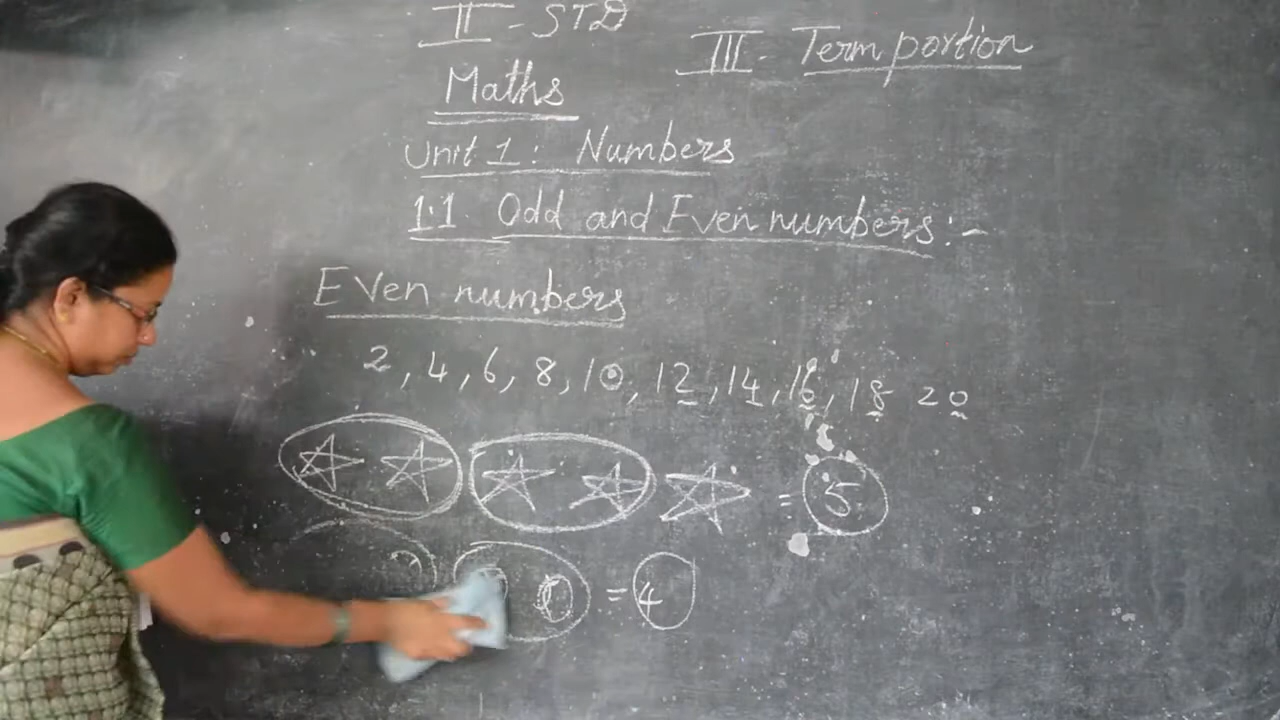 II - STD
III - Term portion
Maths
Unit 1: Numbers
1.1 Odd and Even numbers:-
Even numbers
2, 4, 6, 8, 10, 12, 14, 16, 18 20
= 5
= 4